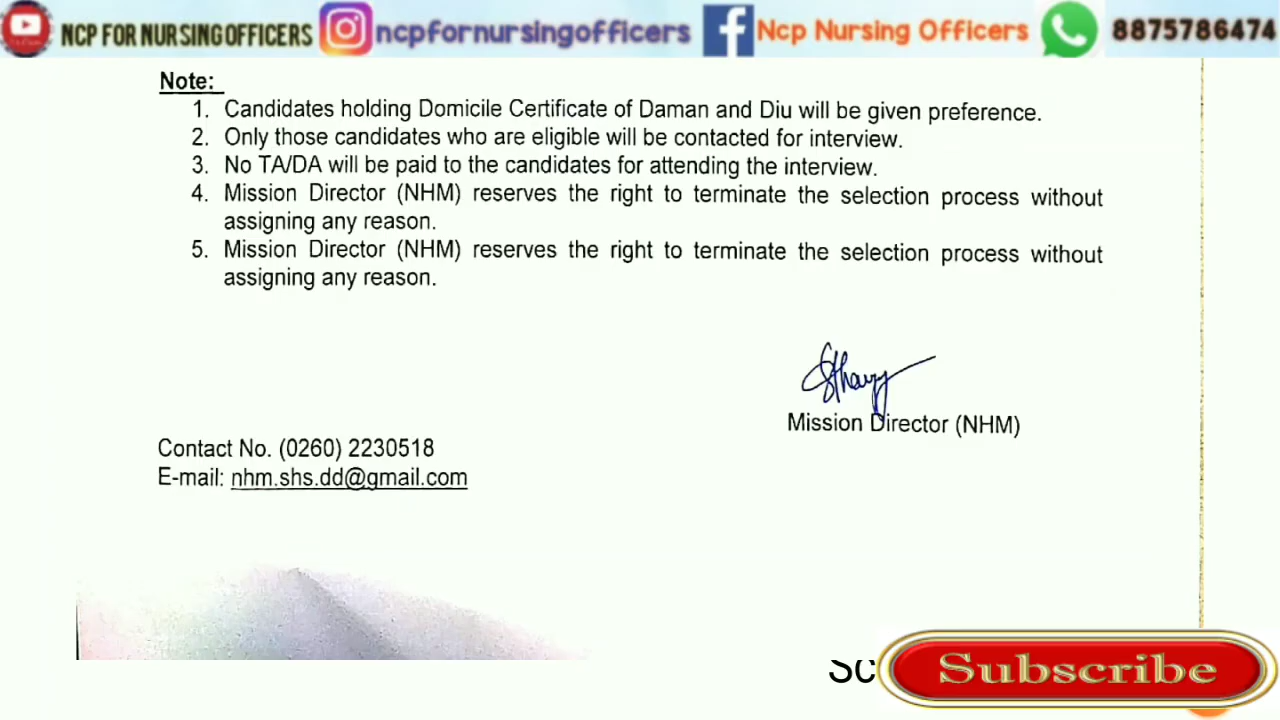 NCP FOR NURSING OFFICERS ncpfornursingofficers Ncp Nursing Officers 8875786474
Note:
1. Candidates holding Domicile Certificate of Daman and Diu will be given preference.
2. Only those candidates who are eligible will be contacted for interview.
3. No TA/DA will be paid to the candidates for attending the interview.
4. Mission Director (NHM) reserves the right to terminate the selection process without
assigning any reason.
5. Mission Director (NHM) reserves the right to terminate the selection process without
assigning any reason.
Mission Director (NHM)
Contact No. (0260) 2230518
E-mail: nhm.shs.dd@gmail.com
Sc
Subscribe